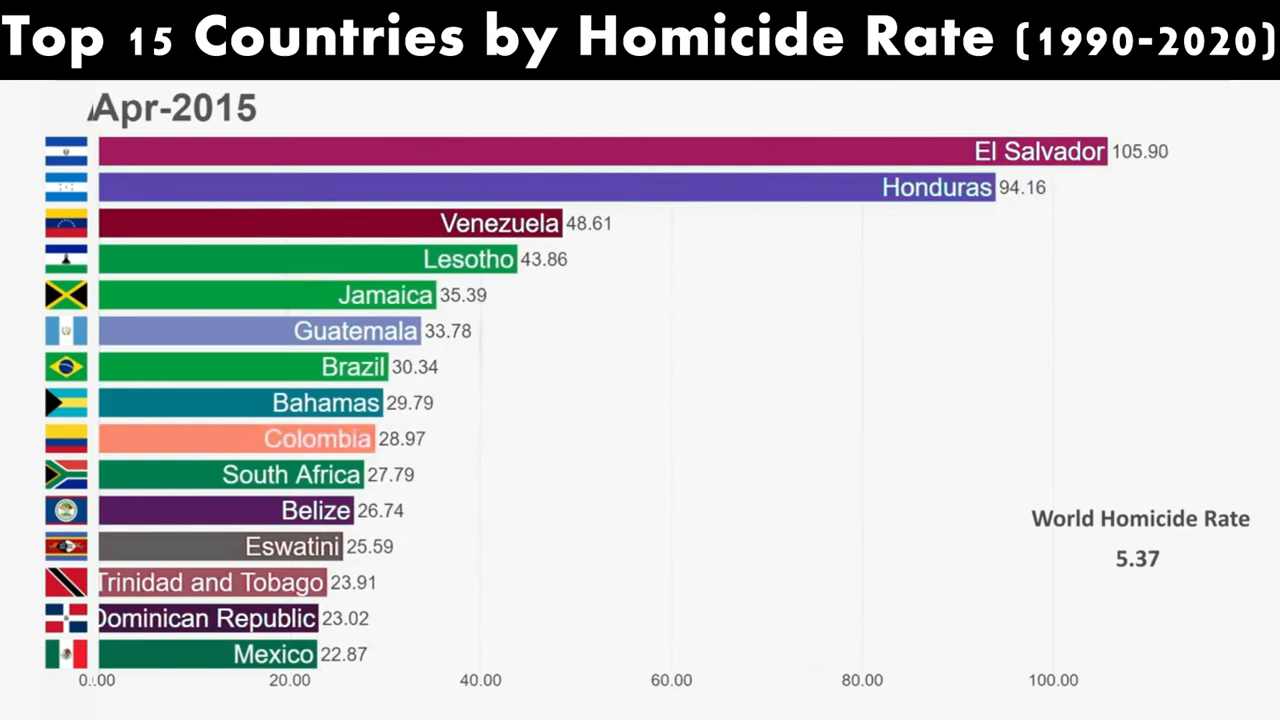 Top 15 Countries by Homicide Rate (1990-2020)
Apr-2015
El Salvador 105.90
Honduras 94.16
Venezuela 48.61
Lesotho 43.86
Jamaica 35.39
Guatemala 33.78
Brazil 30.34
Bahamas 29.79
Colombia 28.97
South Africa 27.79
Belize 26.74
World Homicide Rate
Eswatini 25.59
5.37
Trinidad and Tobago 23.91
Dominican Republic 23.02
Mexico 22.87
0.00 20.00 40.00 60.00 80.00 100.00